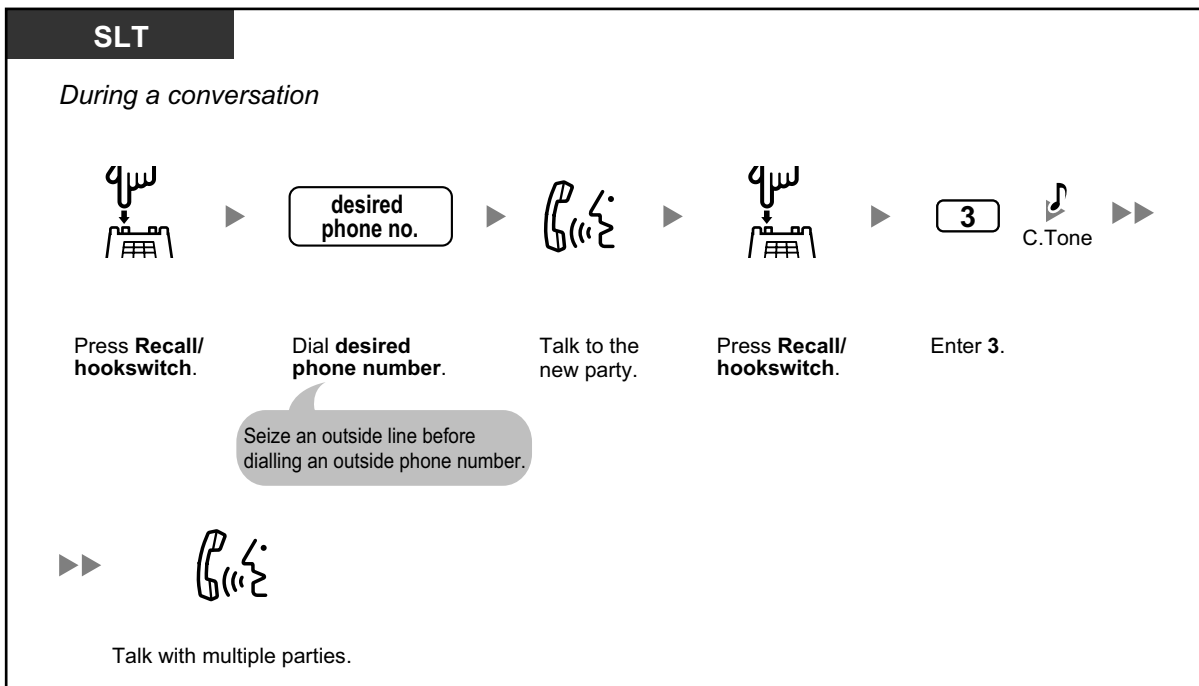 SLT
During a conversation
desired
phone no.
3
C.Tone
Press Recall/
hookswitch.
Dial desired
phone number.
Talk to the
new party.
Press Recall/
hookswitch.
Enter 3.
Seize an outside line before
dialling an outside phone number.
Talk with multiple parties.